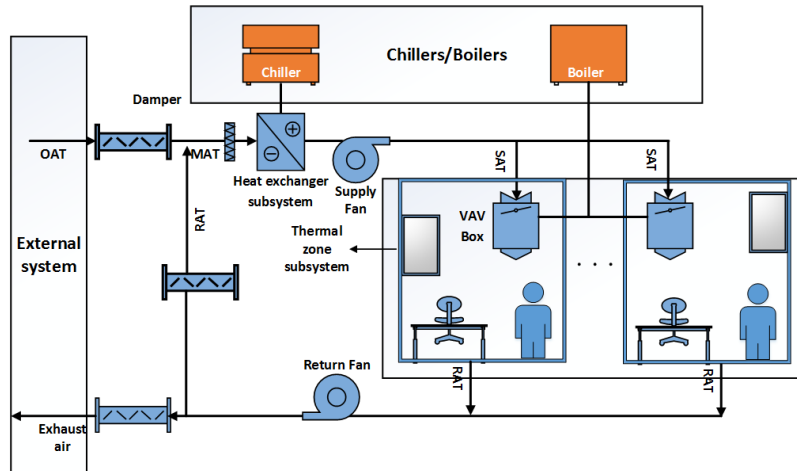 Chillers/Boilers
Chiller
Boiler
Damper
OAT
MAT
Heat exchanger
subsystem
Supply
Fan
SAT
SAT
RAT
External
system
VAV
Box
Thermal
zone
subsystem
. . . .
Return Fan
RAT
RAT
Exhaust
air